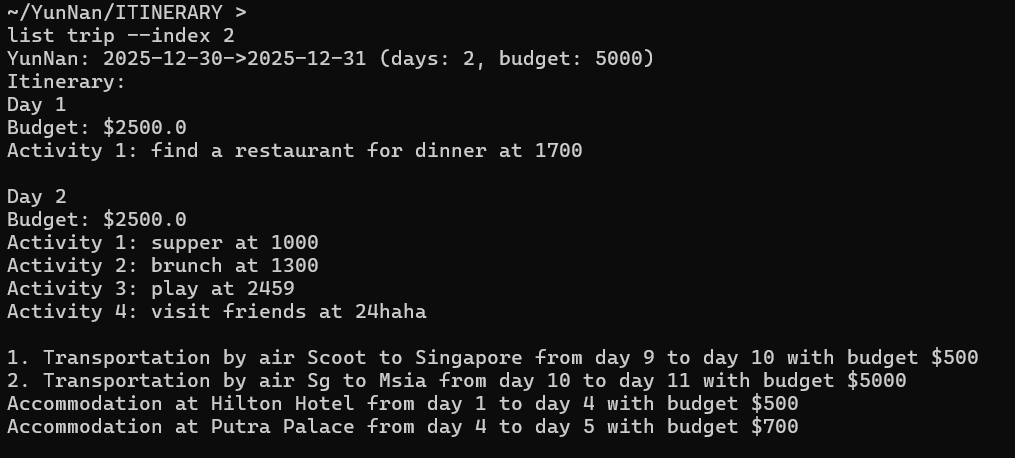 ~/YunNan/ITINERARY >
list trip --index 2
YunNan: 2025-12-30->2025-12-31 (days: 2, budget: 5000)
Itinerary:
Day 1
Budget: $2500.0
Activity 1: find a restaurant for dinner at 1700

Day 2
Budget: $2500.0
Activity 1: supper at 1000
Activity 2: brunch at 1300
Activity 3: play at 2459
Activity 4: visit friends at 24haha

1. Transportation by air Scoot to Singapore from day 9 to day 10 with budget $500
2. Transportation by air Sg to Msia from day 10 to day 11 with budget $5000
Accommodation at Hilton Hotel from day 1 to day 4 with budget $500
Accommodation at Putra Palace from day 4 to day 5 with budget $700